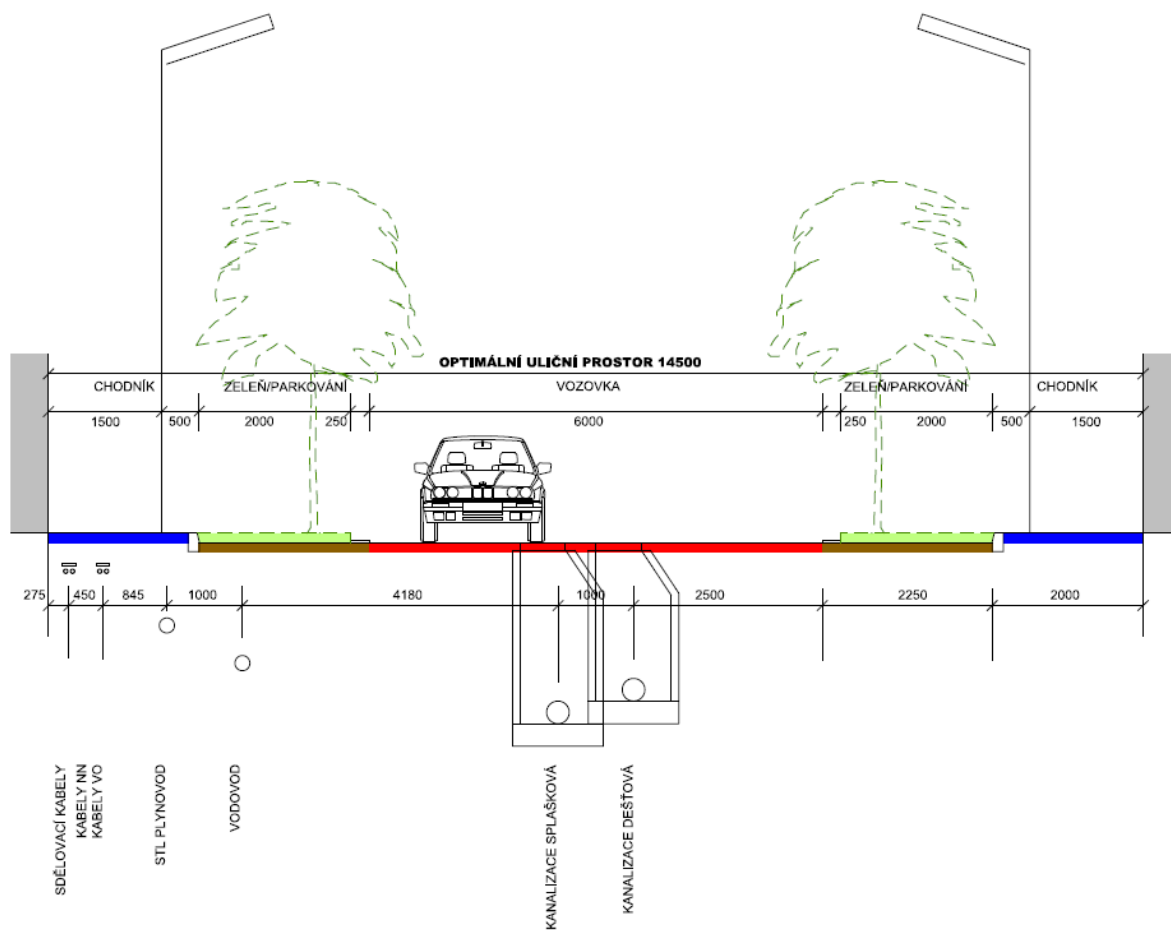 OPTIMÁLNÍ ULIČNÍ PROSTOR 14500
CHODNÍK ZELEŇ/PARKOVÁNÍ VOZOVKA ZELEŇ/PARKOVÁNÍ CHODNÍK
1500 500 2000 250 6000 250 2000 500 1500
275 450 845 1000 4180 1000 2500 2250 2000
SDĚLOVACÍ KABELY
KABELY NN
KABELY VO
STL PLYNOVOD
VODOVOD
KANALIZACE SPLAŠKOVÁ
KANALIZACE DEŠŤOVÁ